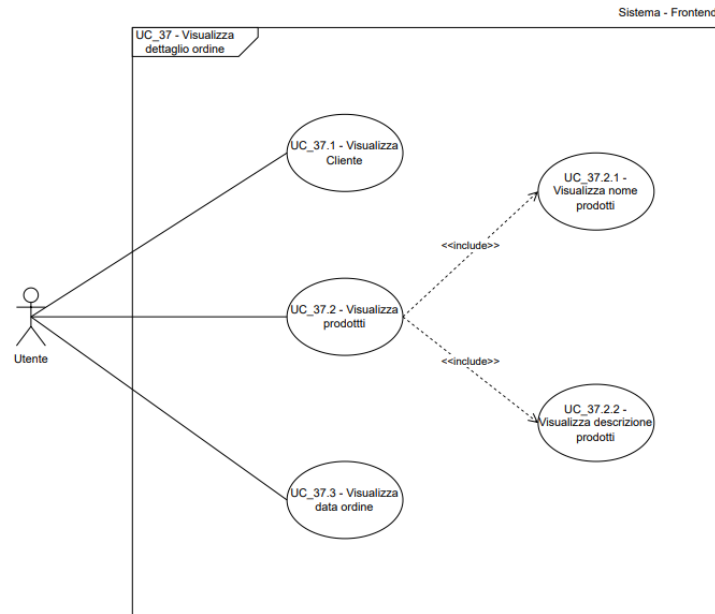 Sistema - Frontend
UC_37 - Visualizza
dettaglio ordine
UC_37.1 - Visualizza
Cliente
UC_37.2.1 -
Visualizza nome
prodotti
<<include>>
UC_37.2 - Visualizza
prodottti
Utente
<<include>>
UC_37.2.2 -
Visualizza descrizione
prodotti
UC_37.3 - Visualizza
data ordine